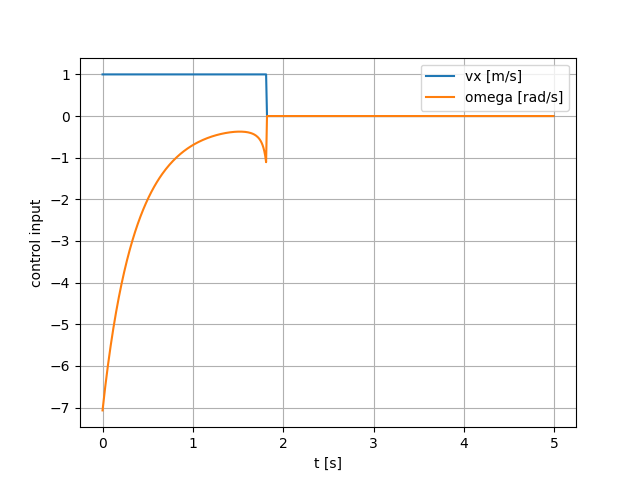 vx [m/s]
omega [rad/s]
1
0
−1
−2
−3
−4
−5
−6
−7
control input
0 1 2 3 4 5
t [s]